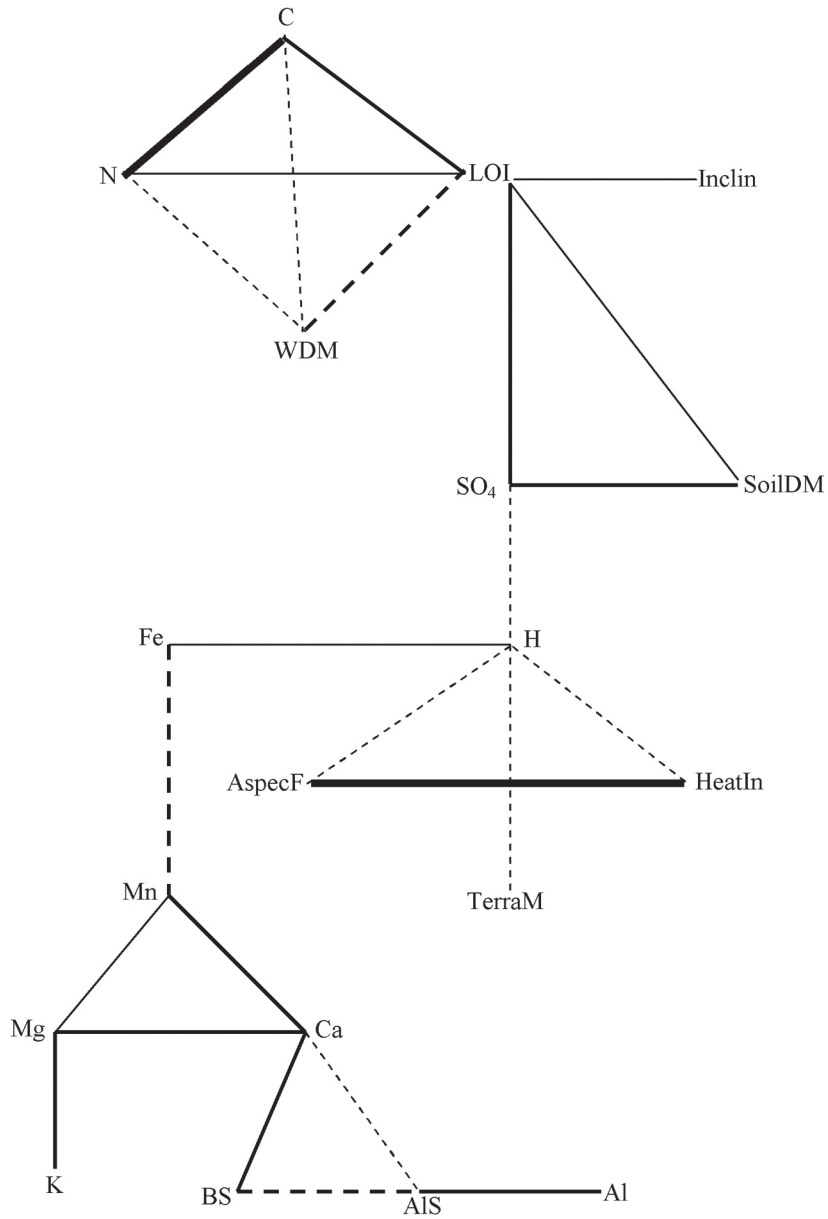 C
N
LOI
Inclin
WDM
SO₄
SoilDM
Fe
H
AspecF
HeatIn
Mn
TerraM
Mg
Ca
K
BS
AlS
Al